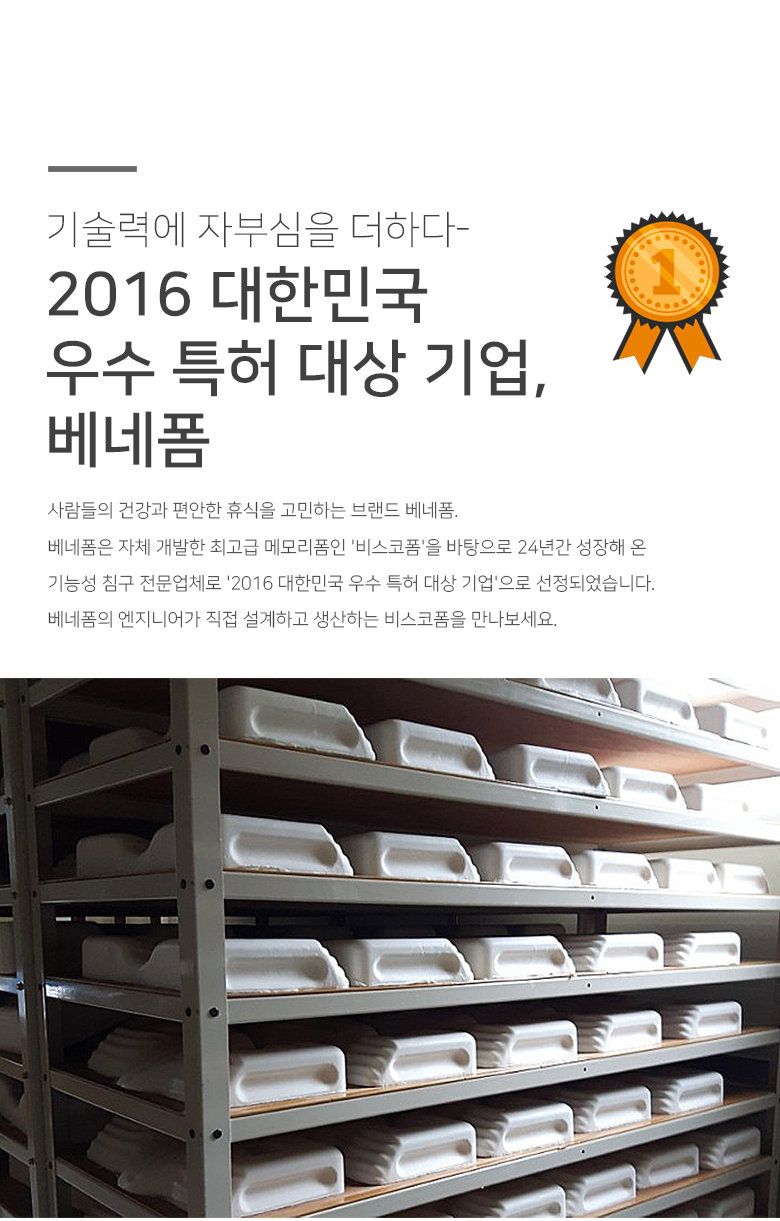 기술력에 자부심을 더하다-
2016 대한민국
우수 특허 대상 기업,
베네폼
1
사람들의 건강과 편안한 휴식을 고민하는 브랜드 베네폼.
베네폼은 자체 개발한 최고급 메모리폼인 '비스코폼'을 바탕으로 24년간 성장해 온
기능성 침구 전문업체로 '2016 대한민국 우수 특허 대상 기업'으로 선정되었습니다.
베네폼의 엔지니어가 직접 설계하고 생산하는 비스코폼을 만나보세요.